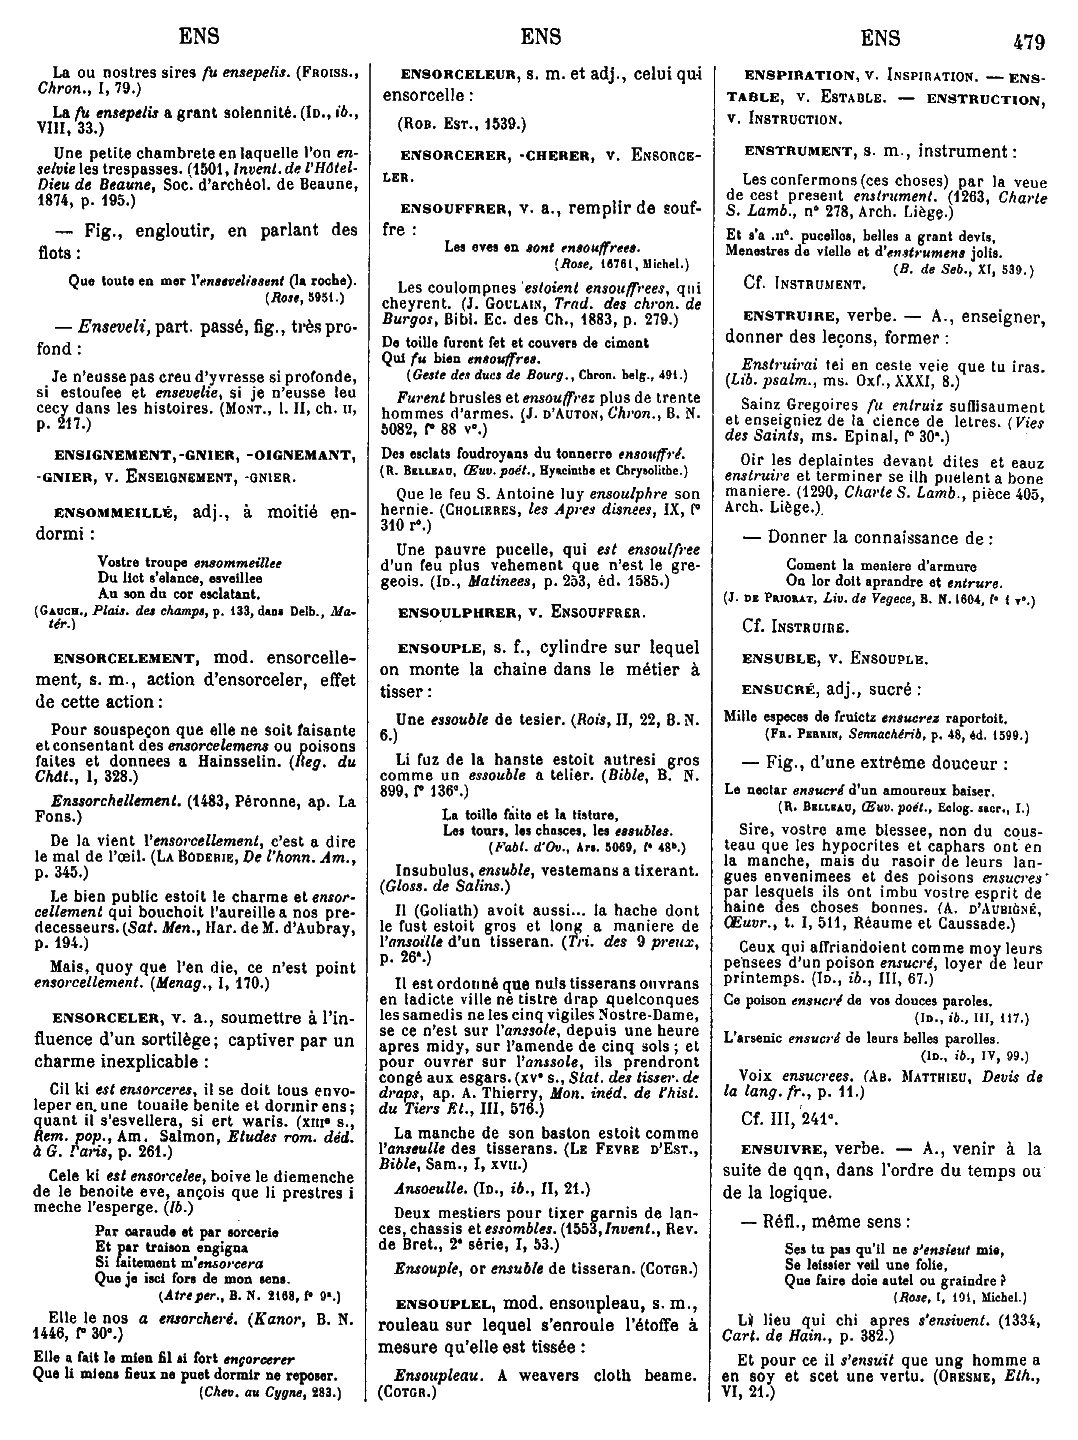 ENS
ENS
ENS
479
La ou nostres sires fu ensepelis. (FROISS.,
Chron., I, 79.)
La fu ensepelis a grant solennité. (ID., ib.,
VIII, 33.)
Une petite chambrete en laquelle l'on en-
selvie les trespasses. (1501, Invent. de l'Hôtel-
Dieu de Beaune, Soc. d'archéol. de Beaune,
1874, p. 195.)
— Fig., engloutir, en parlant des
flots :
Que toute en mer l'ensevelissent (la roche).
(Rose, 5951.)
— Enseveli, part. passé, fig., très pro-
fond :
Je n'eusse pas creu d'yvresse si profonde,
si estoufee et ensevelie, si je n'eusse leu
cecy dans les histoires. (MONT., l. II, ch. II,
p. 217.)
ENSIGNEMENT, -GNIER, -OIGNEMANT,
-GNIER, v. ENSEIGNEMENT, -GNIER.
ENSOMMEILLÉ, adj., à moitié en-
dormi :
Vostre troupe ensommeillee
Du lict s'elance, esveillee
Au son du cor esclatant.
(GAUCH., Plais. des champs, p. 133, dans Delb., Ma-
tér.)
ENSORCELEMENT, mod. ensorcelle-
ment, s. m., action d'ensorceler, effet
de cette action :
Pour souspeçon que elle ne soit faisante
et consentant des ensorcelemens ou poisons
faites et donnees a Hainsselin. (Reg. du
Chât., I, 328.)
Enssorchellement. (1483, Péronne, ap. La
Fons.)
De la vient l'ensorcellement, c'est a dire
le mal de l'œil. (LA BODERIE, De l'honn. Am.,
p. 345.)
Le bien public estoit le charme et ensor-
cellement qui bouchoit l'aureille a nos pre-
decesseurs. (Sat. Men., Har. de M. d'Aubray,
p. 194.)
Mais, quoy que l'en die, ce n'est point
ensorcellement. (Menag., I, 170.)
ENSORCELER, v. a., soumettre à l'in-
fluence d'un sortilège; captiver par un
charme inexplicable :
Cil ki est ensorceres, il se doit tous envo-
leper en une touaile benite et dormir ens;
quant il s'esvellera, si ert waris. (XIIIe s.,
Rem. pop., Am. Salmon, Etudes rom. déd.
à G. Paris, p. 261.)
Cele ki est ensorcelee, boive le diemenche
de le benoite eve, ançois que li prestres i
meche l'esperge. (Ib.)
Par caraude et par sorcerie
Et par traison engigna
Si faitement m'ensorcera
Que je isci fors de mon sens.
(Atre per., B. N. 2168, f° 9a.)
Elle le nos a ensorcheré. (Kanor, B. N.
1446, f° 30c.)
Elle a fait le mien fil si fort ençorcerer
Que li miens fieux ne puet dormir ne reposer.
(Chev. au Cygne, 283.)
ENSORCELEUR, s. m. et adj., celui qui
ensorcelle :
(ROB. EST., 1539.)
ENSORCERER, -CHERER, v. ENSORCE-
LER.
ENSOUFFRER, v. a., remplir de souf-
fre :
Les eves en sont ensouffrees.
(Rose, 16761, Michel.)
Les coulompnes estoient ensouffrees, qui
cheyrent. (J. GOULAIN, Trad. des chron. de
Burgos, Bibl. Ec. des Ch., 1883, p. 279.)
De toille furent fet et couvers de ciment
Qui fu bien ensouffres.
(Geste des ducs de Bourg., Chron. belg., 491.)
Furent brusles et ensouffrez plus de trente
hommes d'armes. (J. D'AUTON, Chron., B. N.
5082, f° 88 v°.)
Des esclats foudroyans du tonnerre ensouffré.
(R. BELLEAU, Œuv. poét., Hyacinthe et Chrysolithe.)
Que le feu S. Antoine luy ensoulphre son
hernie. (CHOLIERES, les Apres disnees, IX, f°
310 r°.)
Une pauvre pucelle, qui est ensoulfree
d'un feu plus vehement que n'est le gre-
geois. (ID., Matinees, p. 253, éd. 1585.)
ENSOULPHRER, v. ENSOUFFRER.
ENSOUPLE, s. f., cylindre sur lequel
on monte la chaine dans le métier à
tisser :
Une essouble de tesier. (Rois, II, 22, B. N.
6.)
Li fuz de la hanste estoit autresi gros
comme un essouble a telier. (Bible, B. N.
899, f° 136c.)
La toille faite et la tisture,
Les tours, les chasces, les essubles.
(Fabl. d'Ov., Ars. 5069, f° 48b.)
Insubulus, ensuble, vestemans a tixerant.
(Gloss. de Salins.)
Il (Goliath) avoit aussi... la hache dont
le fust estoit gros et long a maniere de
l'ansoille d'un tisseran. (Tri. des 9 preux,
p. 26a.)
Il est ordonné que nuls tisserans ouvrans
en ladicte ville ne tistre drap quelconques
les samedis ne les cinq vigiles Nostre-Dame,
se ce n'est sur l'anssole, depuis une heure
apres midy, sur l'amende de cinq sols; et
pour ouvrer sur l'anssole, ils prendront
congé aux esgars. (XVe s., Stat. des tisser. de
draps, ap. A. Thierry, Mon. inéd. de l'hist.
du Tiers Et., III, 576.)
La manche de son baston estoit comme
l'anseulle des tisserans. (LE FEVRE D'EST.,
Bible, Sam., I, XVII.)
Ansoeulle. (ID., ib., II, 21.)
Deux mestiers pour tixer garnis de lan-
ces, chassis et essombles. (1553, Invent., Rev.
de Bret., 2e série, I, 53.)
Ensouple, or ensuble de tisseran. (COTGR.)
ENSOUPLEL, mod. ensoupleau, s. m.,
rouleau sur lequel s'enroule l'étoffe à
mesure qu'elle est tissée :
Ensoupleau. A weavers cloth beame.
(COTGR.)
ENSPIRATION, v. INSPIRATION. — ENS-
TABLE, v. ESTABLE. — ENSTRUCTION,
v. INSTRUCTION.
ENSTRUMENT, s. m., instrument :
Les confermons (ces choses) par la veue
de cest present enstrument. (1263, Charte
S. Lamb., n° 278, Arch. Liège.)
Et s'a .IIc. pucelles, belles a grant devis,
Menestres de vielle et d'enstrumens jolis.
(B. de Seb., XI, 539.)
Cf. INSTRUMENT.
ENSTRUIRE, verbe. — A., enseigner,
donner des leçons, former :
Enstruirai tei en ceste veie que tu iras.
(Lib. psalm., ms. Oxf., XXXI, 8.)
Sainz Gregoires fu entruiz suffisaument
et enseigniez de la cience de letres. (Vies
des Saints, ms. Epinal, f° 30a.)
Oir les deplaintes devant dites et eauz
enstruire et terminer se ilh puelent a bone
maniere. (1290, Charte S. Lamb., pièce 405,
Arch. Liège.)
— Donner la connaissance de :
Coment la maniere d'armure
On lor doit aprandre et entrure.
(J. DE PRIORAT, Liv. de Vegece, B. N. 1604, f° 1 v°.)
Cf. INSTRUIRE.
ENSUBLE, v. ENSOUPLE.
ENSUCRÉ, adj., sucré :
Mille especes de fruictz ensucrez raportoit.
(FR. PERRIN, Sennachérib, p. 48, éd. 1599.)
— Fig., d'une extrême douceur :
Le nectar ensucré d'un amoureux baiser.
(R. BELLEAU, Œuv. poét., Eclog. sacr., I.)
Sire, vostre ame blessee, non du cous-
teau que les hypocrites et caphars ont en
la manche, mais du rasoir de leurs lan-
gues envenimees et des poisons ensucres
par lesquels ils ont imbu vostre esprit de
haine des choses bonnes. (A. D'AUBIGNÉ,
Œuvr., t. I, 511, Réaume et Caussade.)
Ceux qui affriandoient comme moy leurs
pensees d'un poison ensucré, loyer de leur
printemps. (ID., ib., III, 67.)
Ce poison ensucré de vos douces paroles.
(ID., ib., III, 117.)
L'arsenic ensucré de leurs belles parolles.
(ID., ib., IV, 99.)
Voix ensucrees. (AB. MATTHIEU, Devis de
la lang. fr., p. 11.)
Cf. III, 241c.
ENSUIVRE, verbe. — A., venir à la
suite de qqn, dans l'ordre du temps ou
de la logique.
— Réfl., même sens :
Ses tu pas qu'il ne s'ensieut mie,
Se leissier veil une folie,
Que faire doie autel ou graindre?
(Rose, I, 191, Michel.)
Li lieu qui chi apres s'ensivent. (1334,
Cart. de Hain., p. 382.)
Et pour ce il s'ensuit que ung homme a
en soy et scet une vertu. (ORESME, Eth.,
VI, 21.)